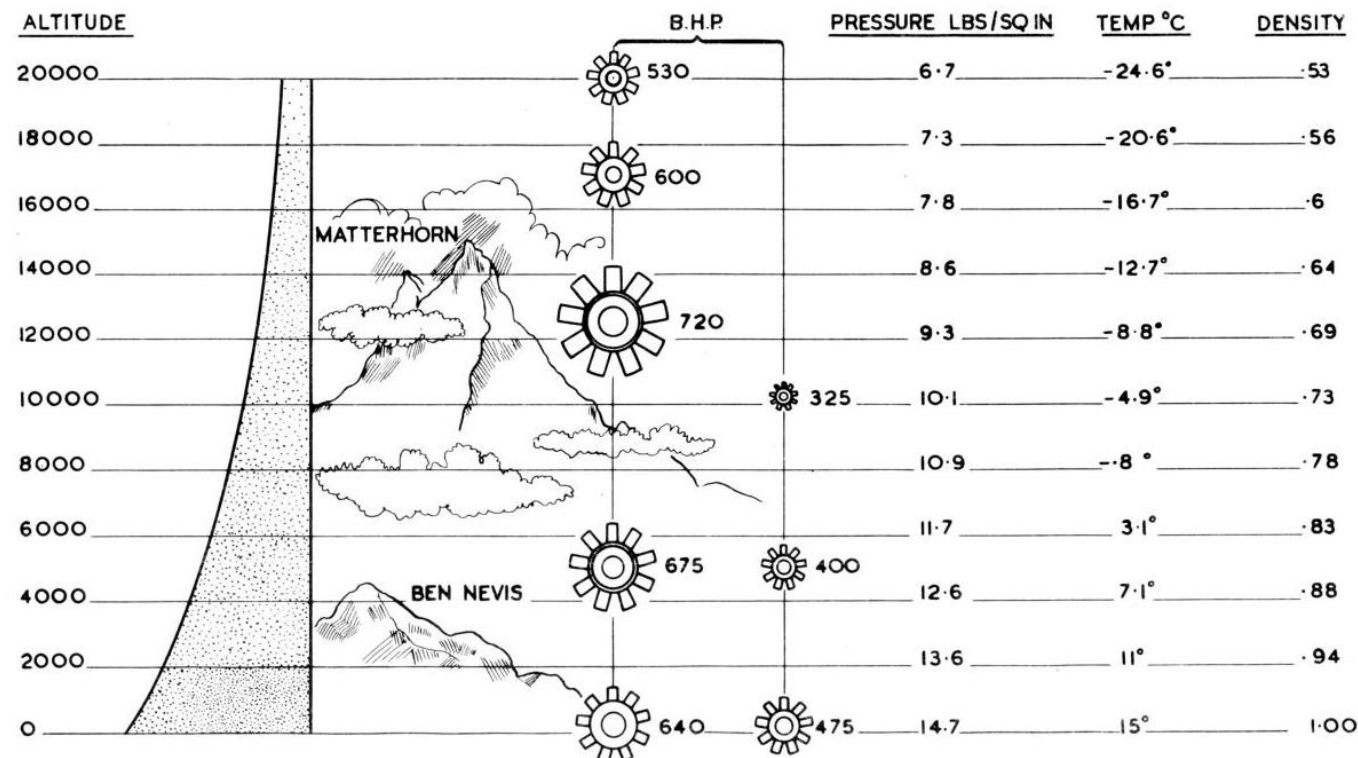 ALTITUDE B.H.P. PRESSURE LBS/SQ IN TEMP °C DENSITY
20000 530 6·7 -24·6° ·53
18000 7·3 -20·6° ·56
600
16000 7·8 -16·7° ·6
MATTERHORN
14000 8·6 -12·7° ·64
720
12000 9·3 -8·8° ·69
10000 325 10·1 -4·9° ·73
8000 10·9 -·8° ·78
6000 11·7 3·1° ·83
675 400
4000 BEN NEVIS 12·6 7·1° ·88
2000 13·6 11° ·94
0 640 475 14·7 15° 1·00